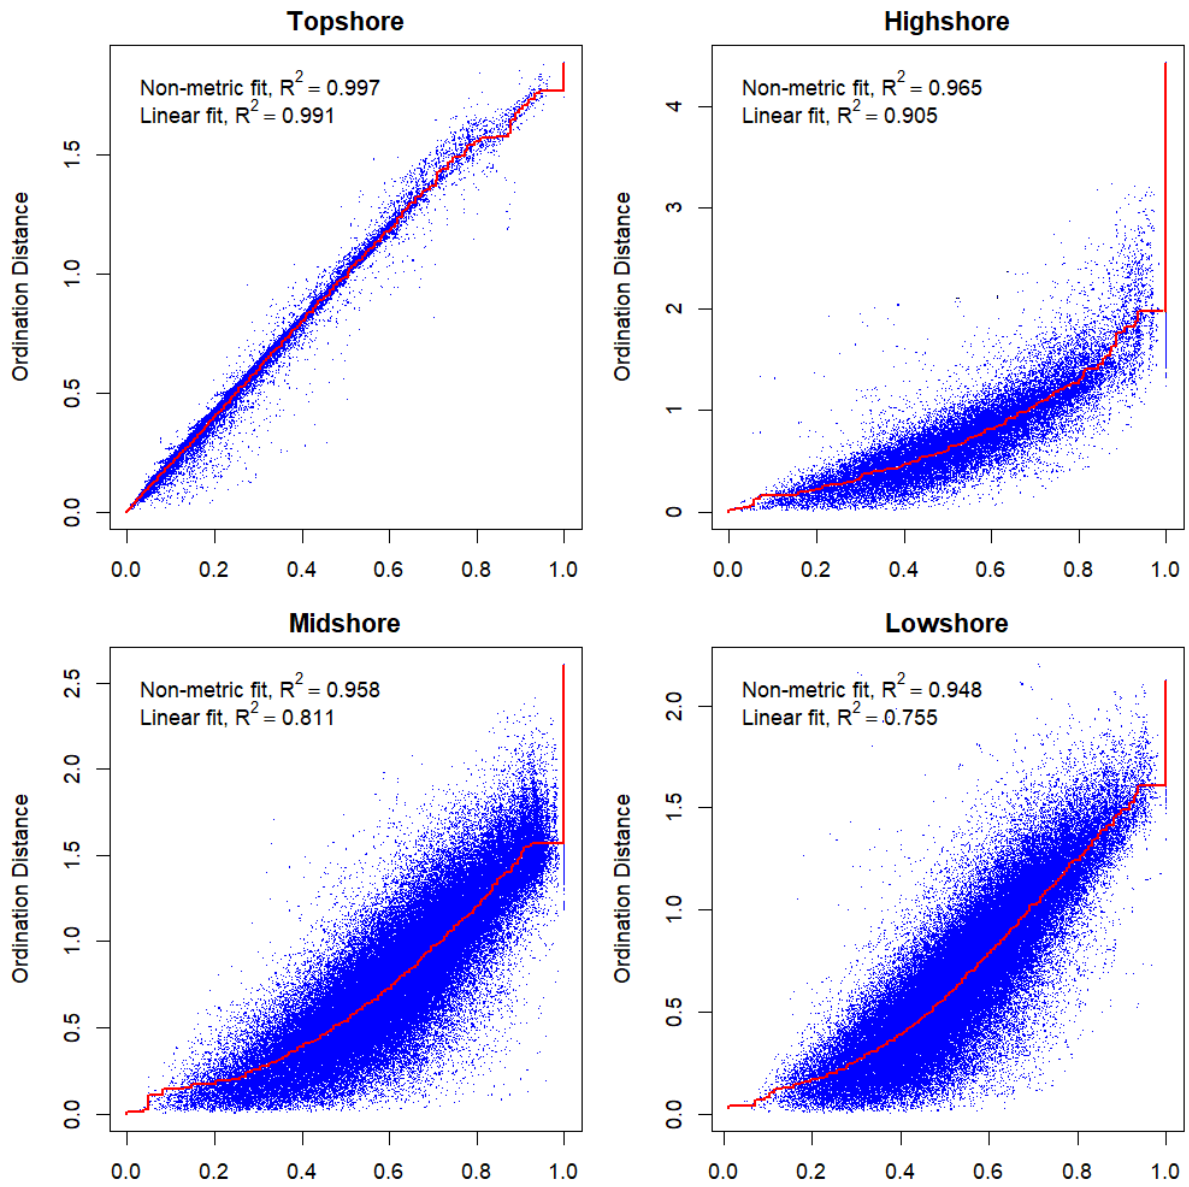 Topshore
Non-metric fit, R² = 0.997
Linear fit, R² = 0.991
Ordination Distance
0.0
0.5
1.0
1.5
0.0 0.2 0.4 0.6 0.8 1.0
Highshore
Non-metric fit, R² = 0.965
Linear fit, R² = 0.905
Ordination Distance
0
1
2
3
4
0.0 0.2 0.4 0.6 0.8 1.0
Midshore
Non-metric fit, R² = 0.958
Linear fit, R² = 0.811
Ordination Distance
0.0
0.5
1.0
1.5
2.0
2.5
0.0 0.2 0.4 0.6 0.8 1.0
Lowshore
Non-metric fit, R² = 0.948
Linear fit, R² = 0.755
Ordination Distance
0.0
0.5
1.0
1.5
2.0
0.0 0.2 0.4 0.6 0.8 1.0